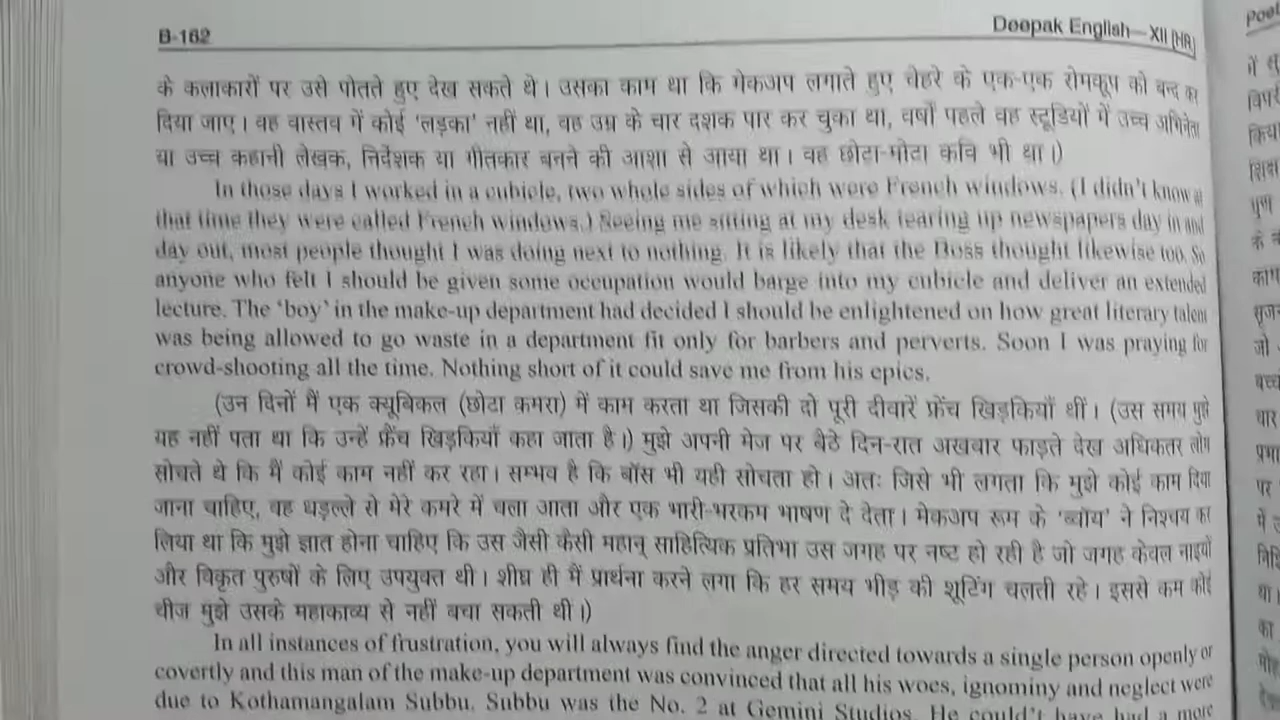 B-162
Deepak English—XII [HR]
के कलाकारों पर उसे पोतते हुए देख सकते थे। उसका काम था कि मेकअप लगाते हुए चेहरे के एक-एक रोमकूप को बन्द कर
दिया जाए। वह वास्तव में कोई 'लड़का' नहीं था, वह उम्र के चार दशक पार कर चुका था, वर्षों पहले वह स्टूडियों में उच्च अभिनेता
या उच्च कहानी लेखक, निर्देशक या गीतकार बनने की आशा से आया था। वह छोटा-मोटा कवि भी था।)
In those days I worked in a cubicle, two whole sides of which were French windows. (I didn't know at
that time they were called French windows.) Seeing me sitting at my desk tearing up newspapers day in and
day out, most people thought I was doing next to nothing. It is likely that the Boss thought likewise too. So
anyone who felt I should be given some occupation would barge into my cubicle and deliver an extended
lecture. The 'boy' in the make-up department had decided I should be enlightened on how great literary talent
was being allowed to go waste in a department fit only for barbers and perverts. Soon I was praying for
crowd-shooting all the time. Nothing short of it could save me from his epics.
(उन दिनों मैं एक क्यूबिकल (छोटा कमरा) में काम करता था जिसकी दो पूरी दीवारें फ्रेंच खिड़कियाँ थीं। (उस समय मुझे
यह नहीं पता था कि उन्हें फ्रैंच खिड़कियाँ कहा जाता है।) मुझे अपनी मेज पर बैठे दिन-रात अखबार फाड़ते देख अधिकतर लोग
सोचते थे कि मैं कोई काम नहीं कर रहा। सम्भव है कि बॉस भी यही सोचता हो। अतः जिसे भी लगता कि मुझे कोई काम दिया
जाना चाहिए, वह धड़ल्ले से मेरे कमरे में चला आता और एक भारी-भरकम भाषण दे देता। मेकअप रूम के 'ब्वॉय' ने निश्चय कर
लिया था कि मुझे ज्ञात होना चाहिए कि उस जैसी कैसी महान् साहित्यिक प्रतिभा उस जगह पर नष्ट हो रही है जो जगह केवल नाइयों
और विकृत पुरुषों के लिए उपयुक्त थी। शीघ्र ही मैं प्रार्थना करने लगा कि हर समय भीड़ की शूटिंग चलती रहे। इससे कम कोई
चीज मुझे उसके महाकाव्य से नहीं बचा सकती थी।)
In all instances of frustration, you will always find the anger directed towards a single person openly or
covertly and this man of the make-up department was convinced that all his woes, ignominy and neglect were
due to Kothamangalam Subbu. Subbu was the No. 2 at Gemini Studios. He couldn't have had a more